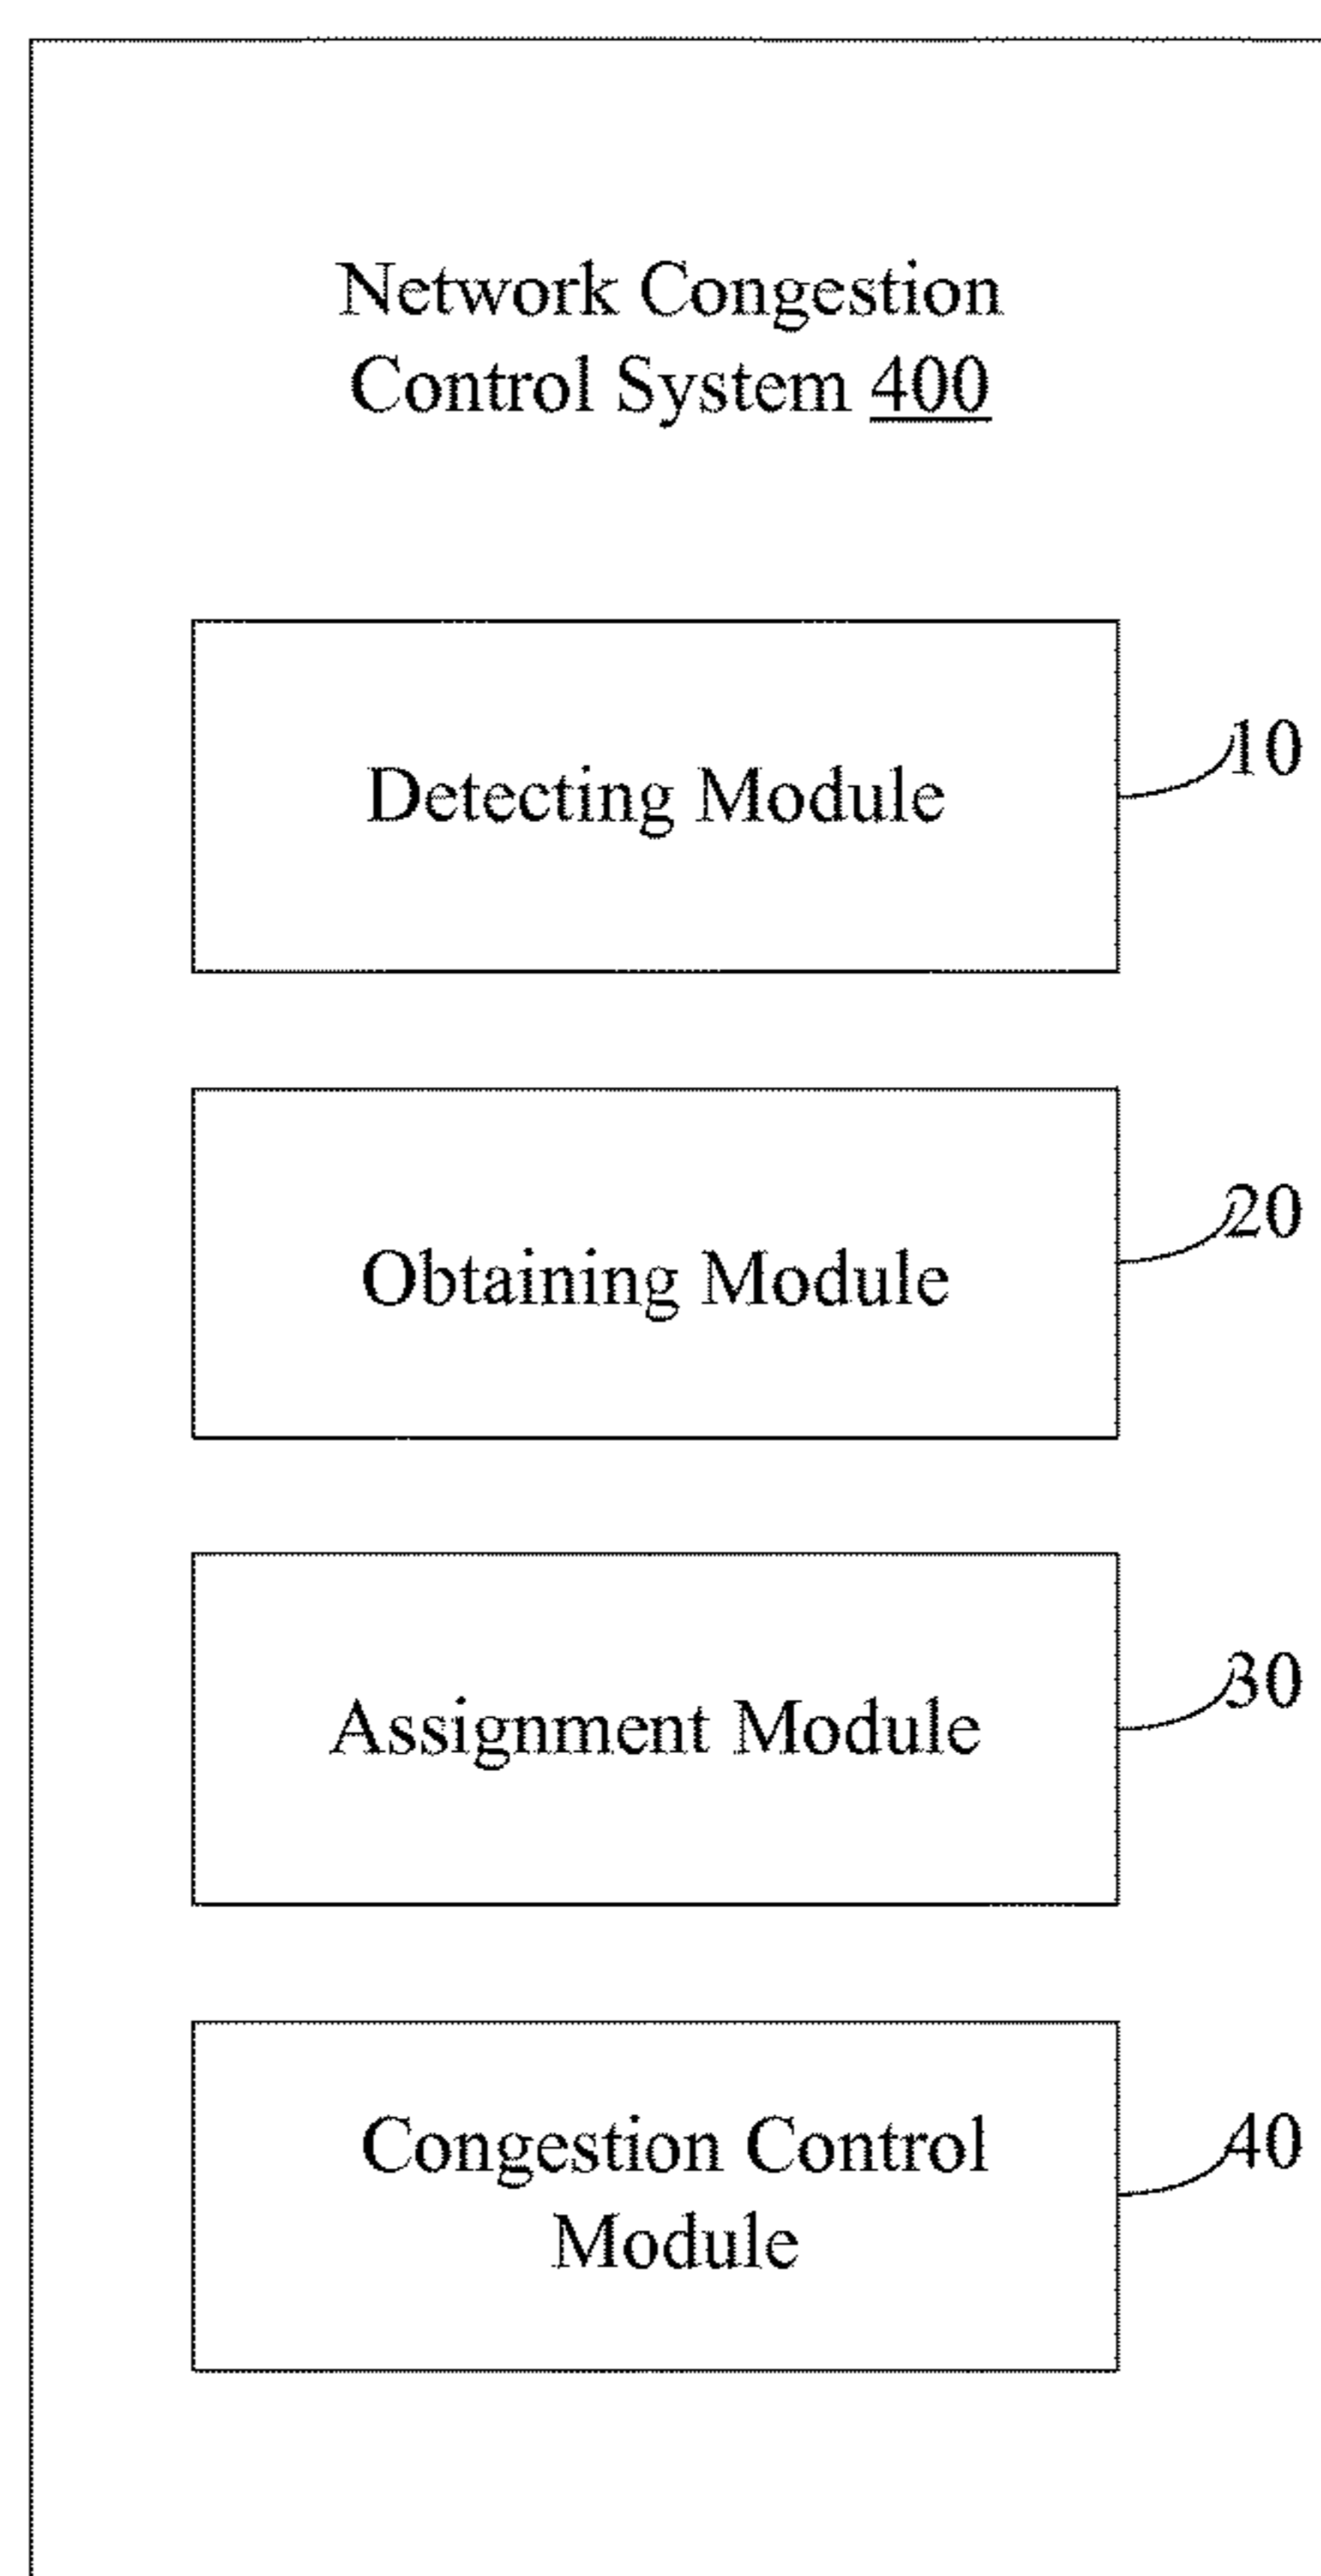 Network Congestion
Control System 400
Detecting Module
10
Obtaining Module
20
Assignment Module
30
Congestion Control
Module
40